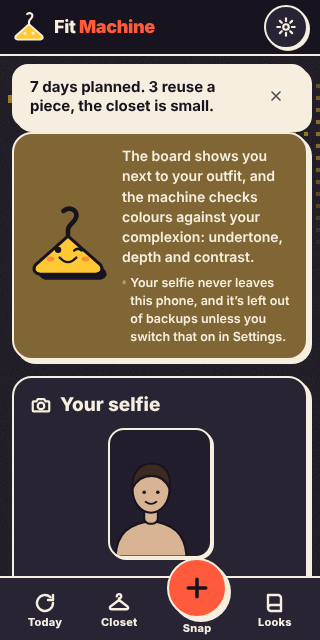 Fit Machine
7 days planned. 3 reuse a
piece, the closet is small.
The board shows you
next to your outfit, and
the machine checks
colours against your
complexion: undertone,
depth and contrast.
Your selfie never leaves
this phone, and it's left out
of backups unless you
switch that on in Settings.
Your selfie
Today
Closet
Snap
Looks